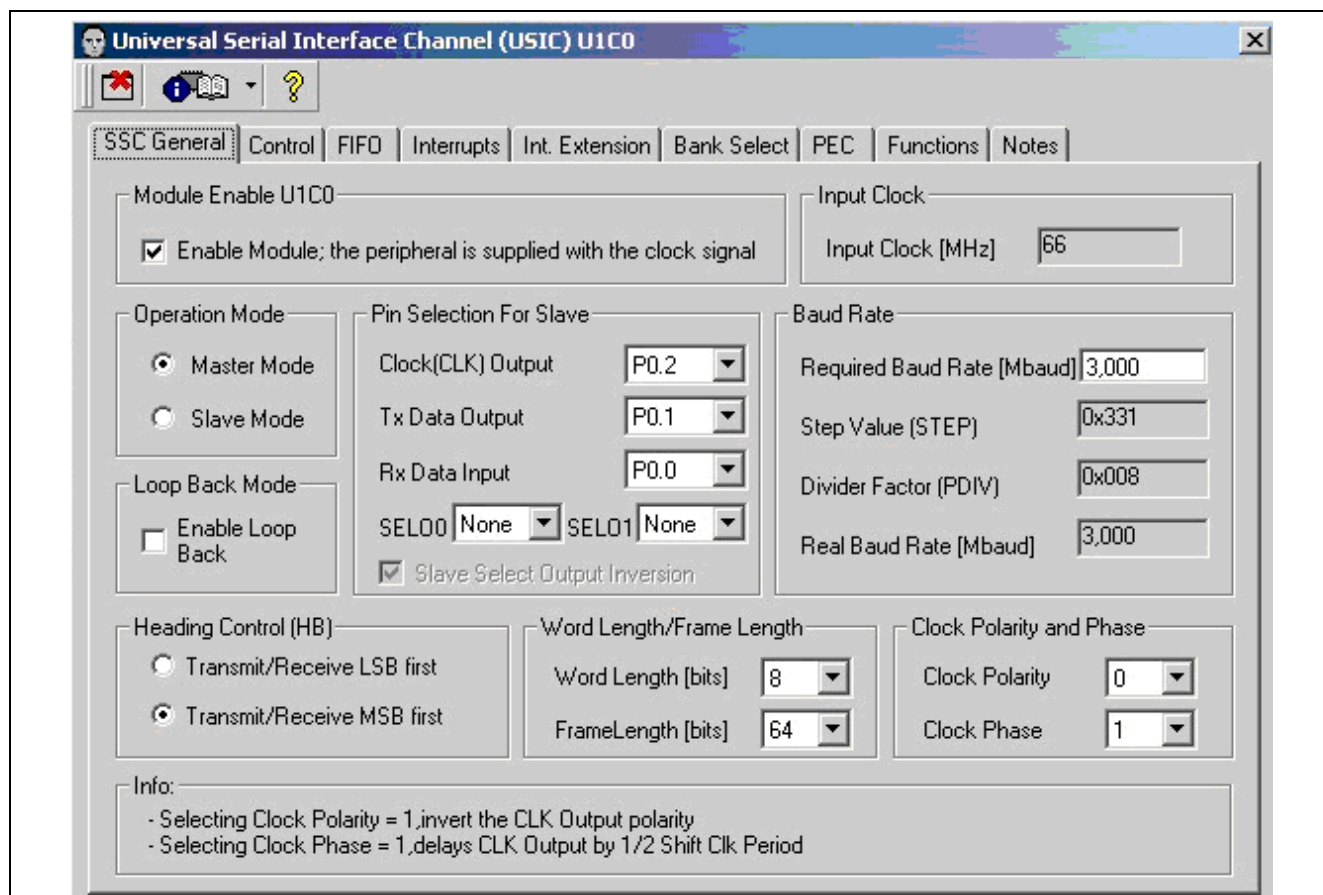 Universal Serial Interface Channel (USIC) U1C0
SSC General Control FIFO Interrupts Int. Extension Bank Select PEC Functions Notes
Module Enable U1C0
Enable Module; the peripheral is supplied with the clock signal
Input Clock
Input Clock [MHz] 66
Operation Mode
Master Mode
Slave Mode
Loop Back Mode
Enable Loop
Back
Pin Selection For Slave
Clock(CLK) Output P0.2
Tx Data Output P0.1
Rx Data Input P0.0
SELO0 None SELO1 None
Slave Select Output Inversion
Baud Rate
Required Baud Rate [Mbaud] 3,000
Step Value (STEP) 0x331
Divider Factor (PDIV) 0x008
Real Baud Rate [Mbaud] 3,000
Heading Control (HB)
Transmit/Receive LSB first
Transmit/Receive MSB first
Word Length/Frame Length
Word Length [bits] 8
FrameLength [bits] 64
Clock Polarity and Phase
Clock Polarity 0
Clock Phase 1
Info:
- Selecting Clock Polarity = 1,invert the CLK Output polarity
- Selecting Clock Phase = 1,delays CLK Output by 1/2 Shift Clk Period